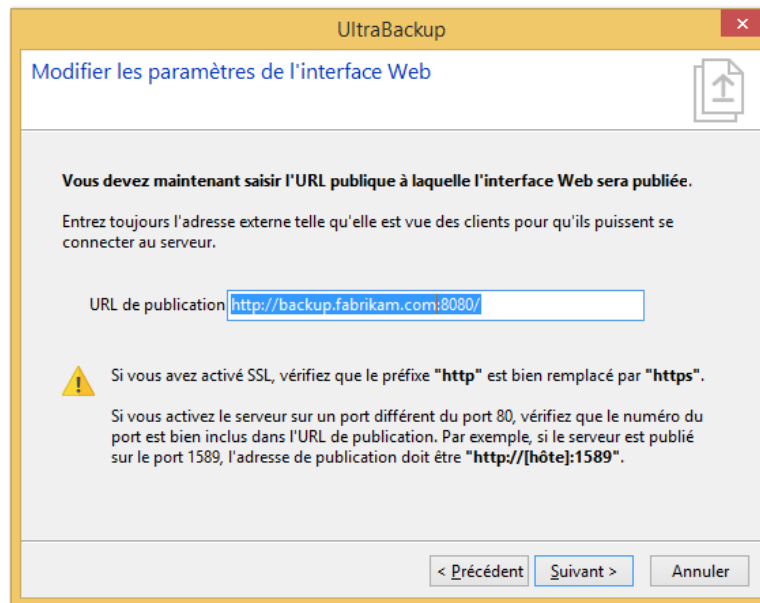 UltraBackup
Modifier les paramètres de l'interface Web
Vous devez maintenant saisir l'URL publique à laquelle l'interface Web sera publiée.
Entrez toujours l'adresse externe telle qu'elle est vue des clients pour qu'ils puissent se
connecter au serveur.
URL de publication http://backup.fabrikam.com:8080/
Si vous avez activé SSL, vérifiez que le préfixe "http" est bien remplacé par "https".
Si vous activez le serveur sur un port différent du port 80, vérifiez que le numéro du
port est bien inclus dans l'URL de publication. Par exemple, si le serveur est publié
sur le port 1589, l'adresse de publication doit être "http://[hôte]:1589".
< Précédent Suivant > Annuler